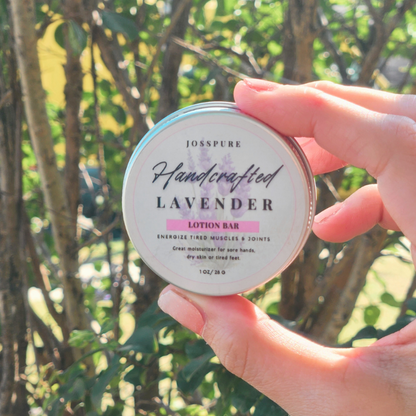 JOSSPURE
Handcrafted
LAVENDER
LOTION BAR
ENERGIZE TIRED MUSCLES & JOINTS
Great moisturizer for sore hands,
dry skin or tired feet.
1 OZ/ 28 G